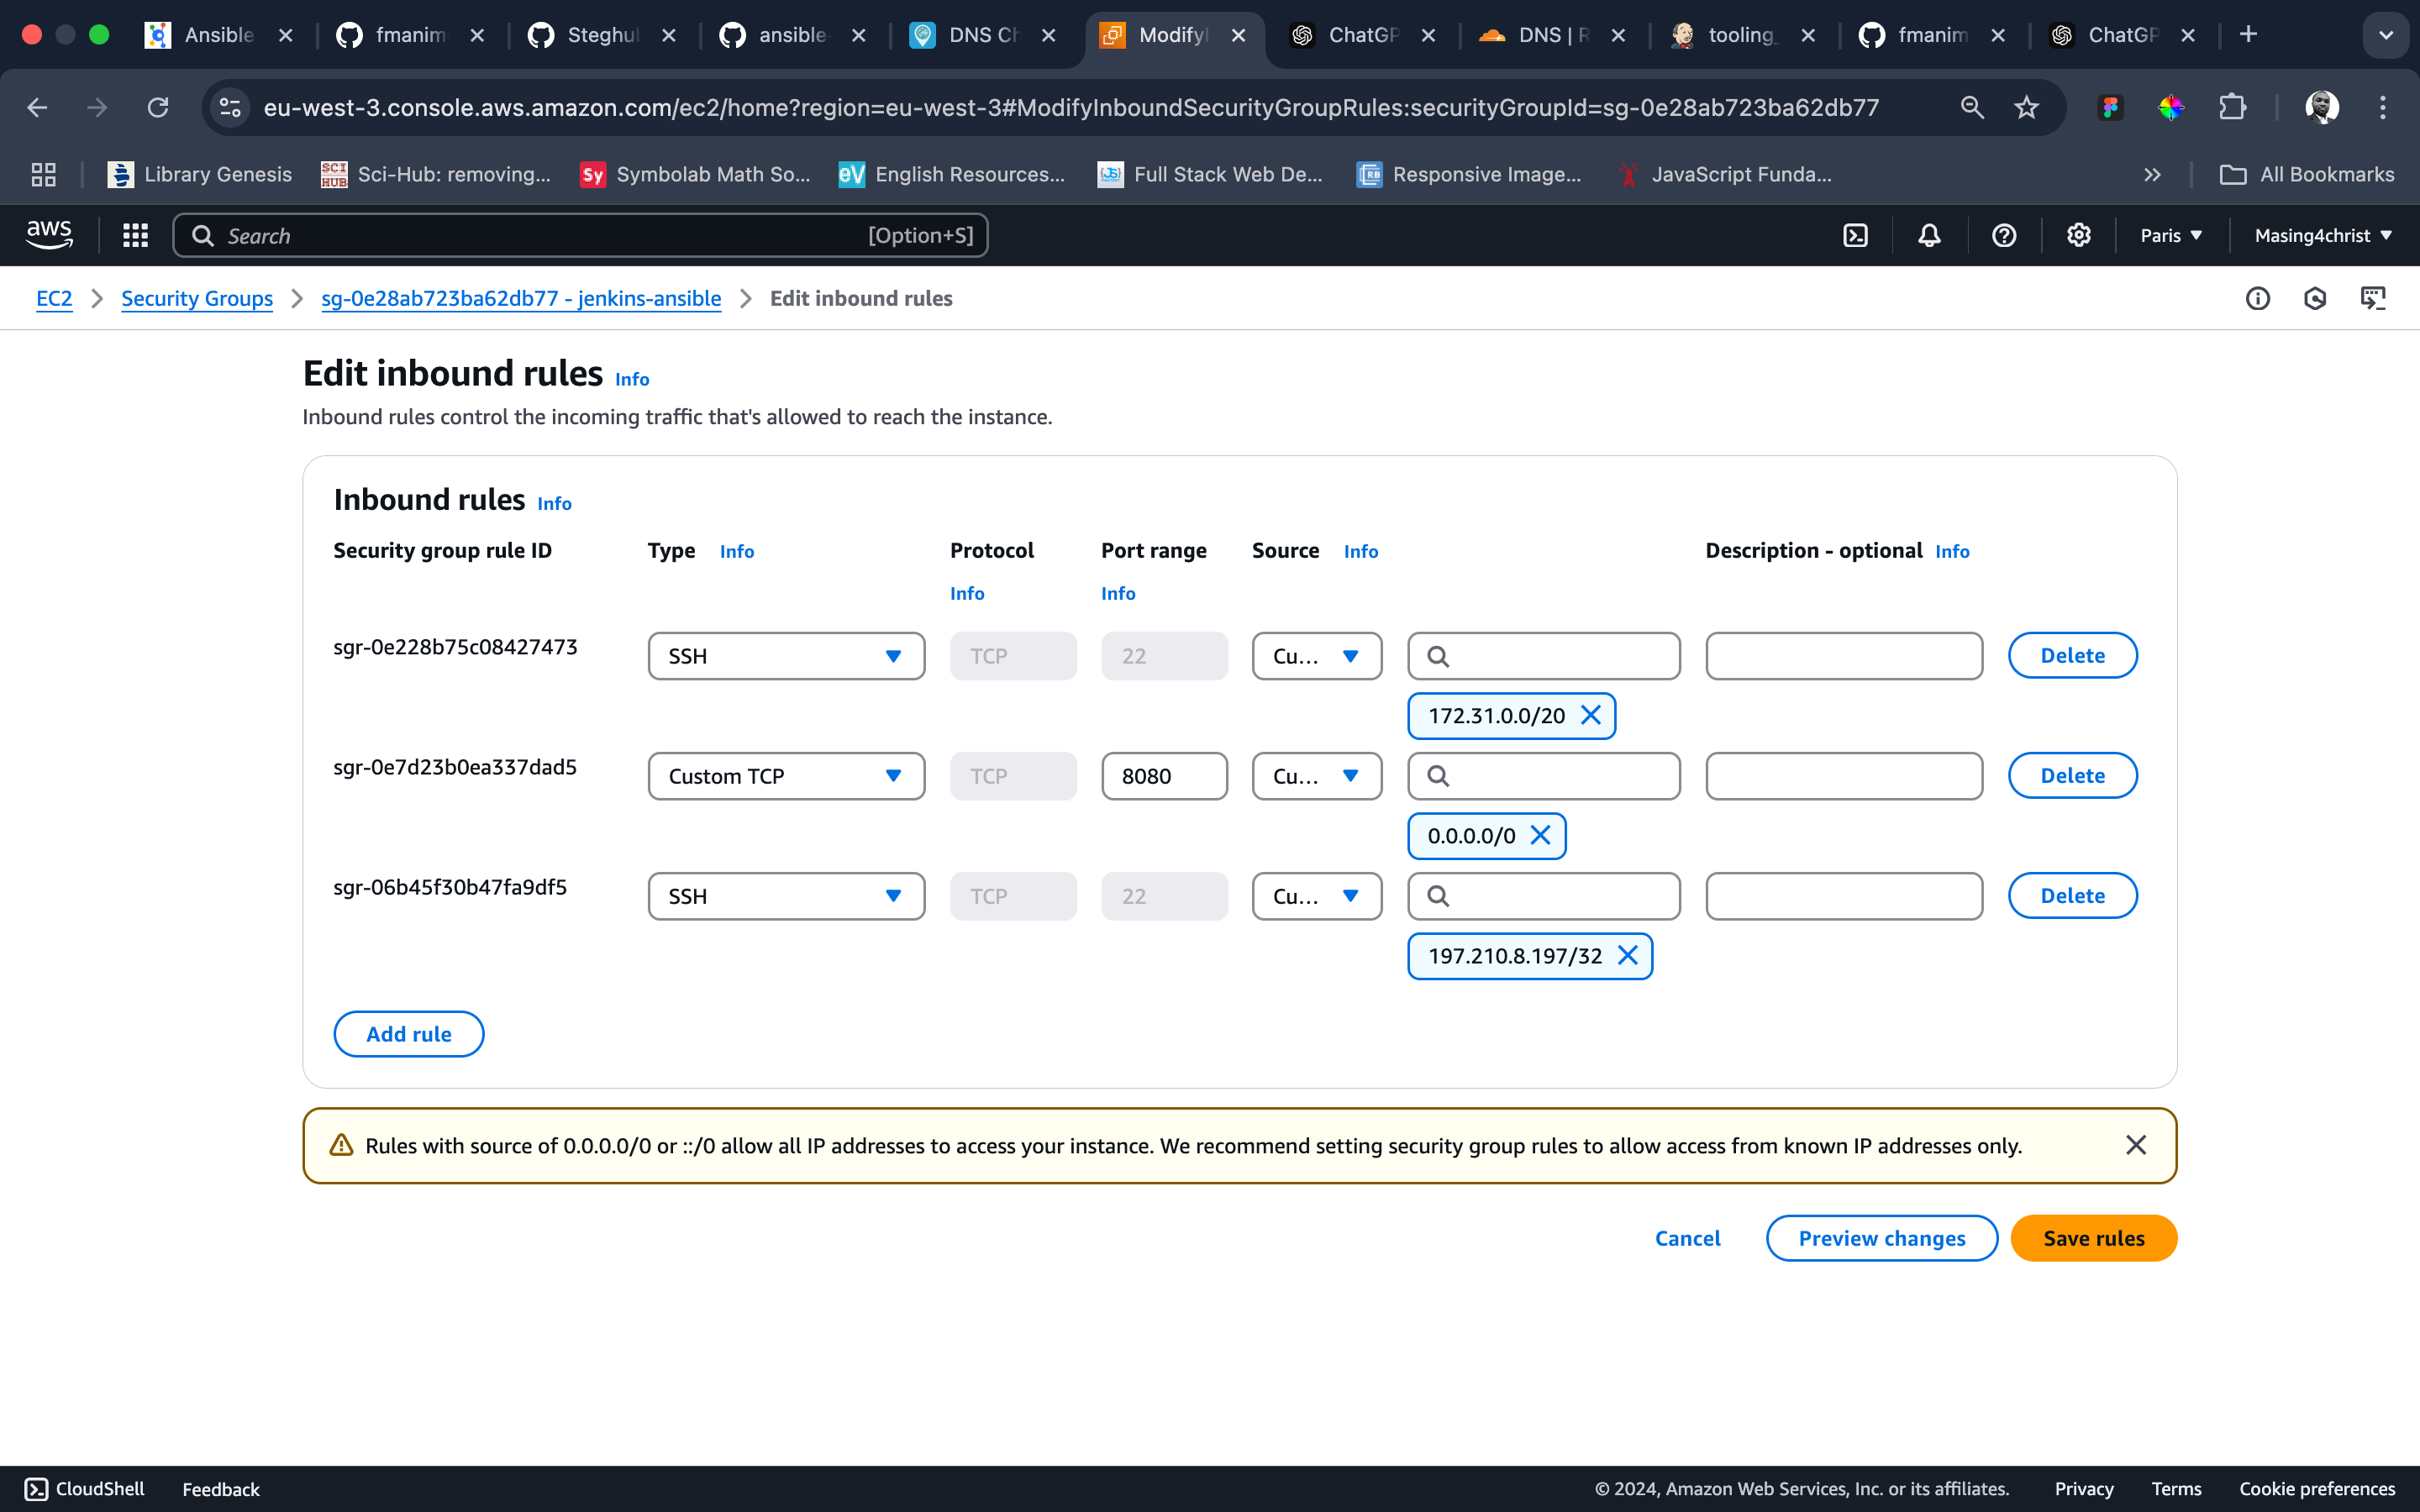 Ansible
fmanim
Steghu
ansible-
DNS Ch
Modifyl
ChatGP
DNS | R
tooling_
fmanim
ChatGP
eu-west-3.console.aws.amazon.com/ec2/home?region=eu-west-3#ModifyInboundSecurityGroupRules:securityGroupId=sg-0e28ab723ba62db77
Library Genesis
SCI HUB
Sci-Hub: removing...
Sy
Symbolab Math So...
eV
English Resources...
JS
Full Stack Web De...
RB
Responsive Image...
JavaScript Funda...
All Bookmarks
aws
Search
[Option+S]
Paris
Masing4christ
EC2
Security Groups
sg-0e28ab723ba62db77 - jenkins-ansible
Edit inbound rules
Edit inbound rules Info
Inbound rules control the incoming traffic that's allowed to reach the instance.
Inbound rules Info
Security group rule ID
Type Info
Protocol
Info
Port range
Info
Source Info
Description - optional Info
sgr-0e228b75c08427473
SSH
TCP
22
Cu...
Delete
172.31.0.0/20
sgr-0e7d23b0ea337dad5
Custom TCP
TCP
8080
Cu...
Delete
0.0.0.0/0
sgr-06b45f30b47fa9df5
SSH
TCP
22
Cu...
Delete
197.210.8.197/32
Add rule
Rules with source of 0.0.0.0/0 or ::/0 allow all IP addresses to access your instance. We recommend setting security group rules to allow access from known IP addresses only.
Cancel
Preview changes
Save rules
CloudShell
Feedback
© 2024, Amazon Web Services, Inc. or its affiliates.
Privacy
Terms
Cookie preferences